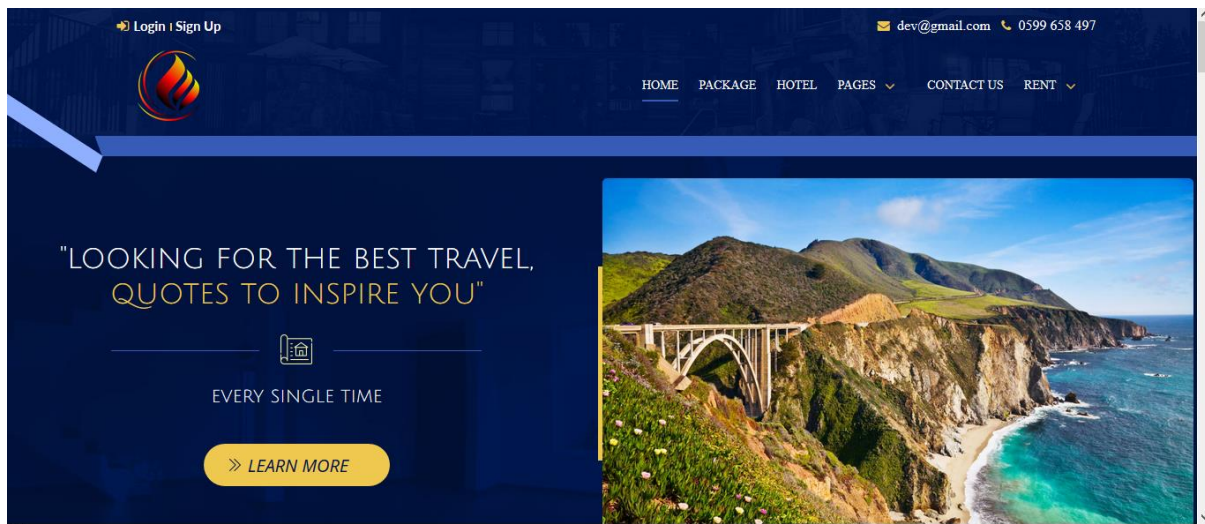 Login | Sign Up
dev@gmail.com 0599 658 497
HOME PACKAGE HOTEL PAGES CONTACT US RENT
"LOOKING FOR THE BEST TRAVEL,
QUOTES TO INSPIRE YOU"
EVERY SINGLE TIME
LEARN MORE